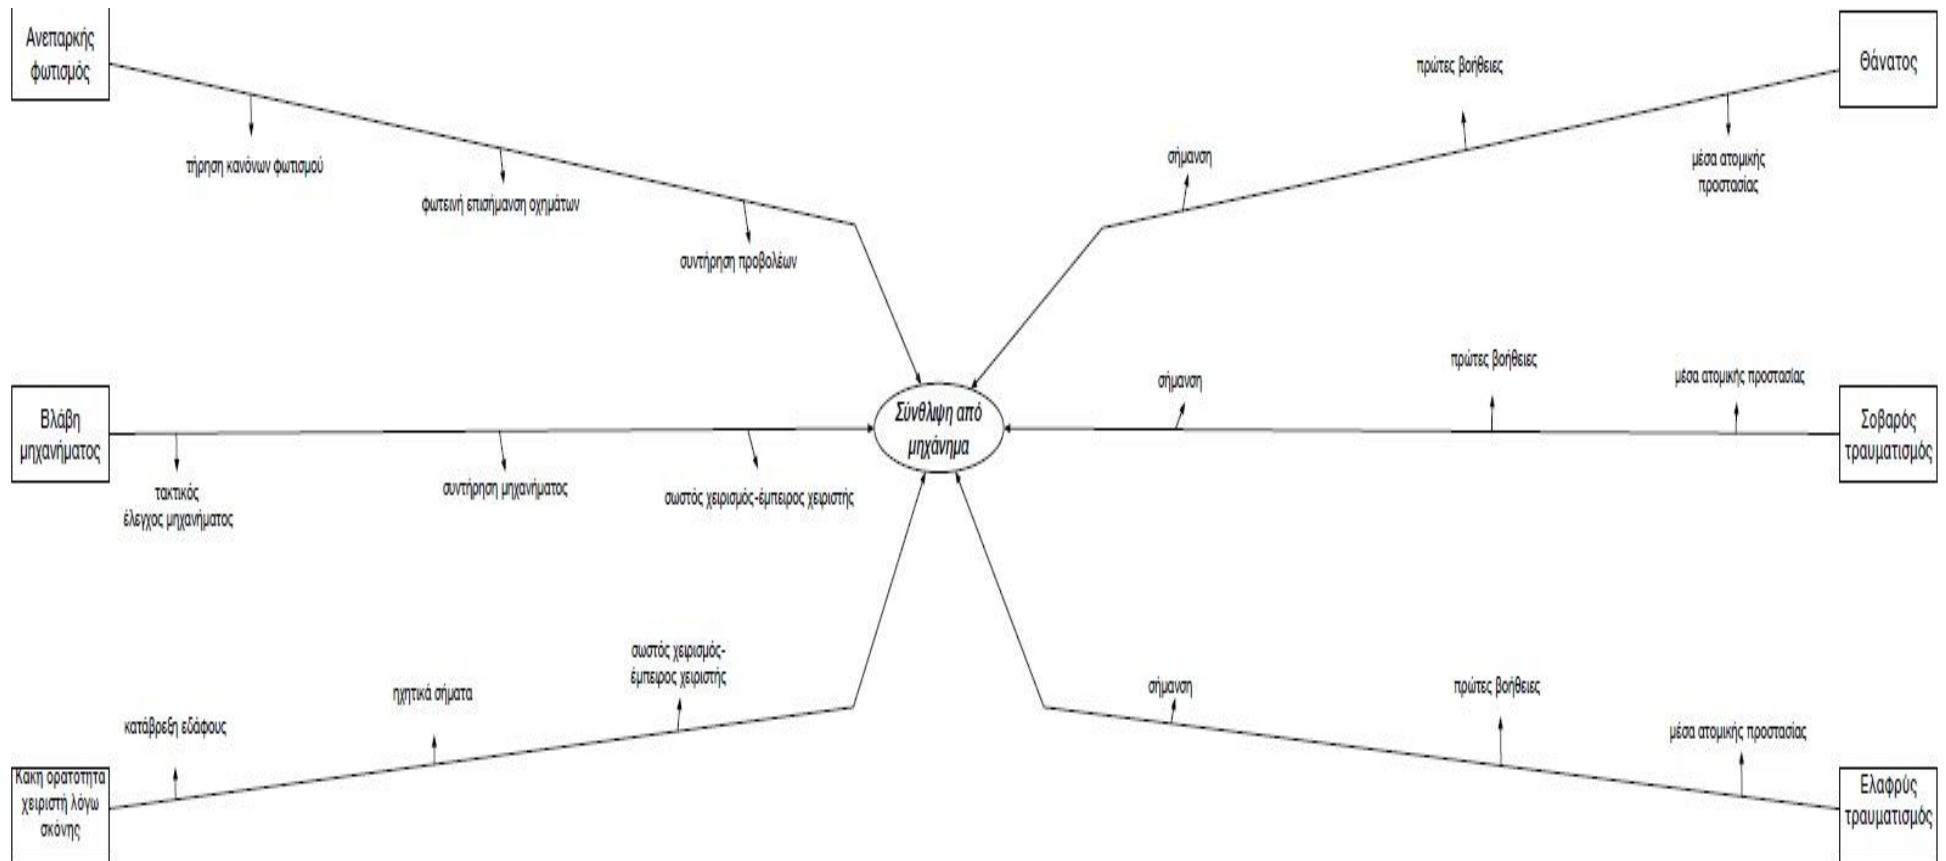 Ανεπαρκής
φωτισμός
τήρηση κανόνων φωτισμού
φωτεινή επισήμανση οχημάτων
συντήρηση προβολέων
Θάνατος
πρώτες βοήθειες
σήμανση
μέσα ατομικής
προστασίας
Βλάβη
μηχανήματος
τακτικός
έλεγχος μηχανήματος
συντήρηση μηχανήματος
σωστός χειρισμός-έμπειρος χειριστής
Σύνθλιψη από
μηχάνημα
σήμανση
πρώτες βοήθειες
μέσα ατομικής προστασίας
Σοβαρός
τραυματισμός
Κακή ορατότητα
χειριστή λόγω
σκόνης
κατάβρεξη εδάφους
ηχητικά σήματα
σωστός χειρισμός-
έμπειρος χειριστής
σήμανση
πρώτες βοήθειες
μέσα ατομικής προστασίας
Ελαφρύς
τραυματισμός